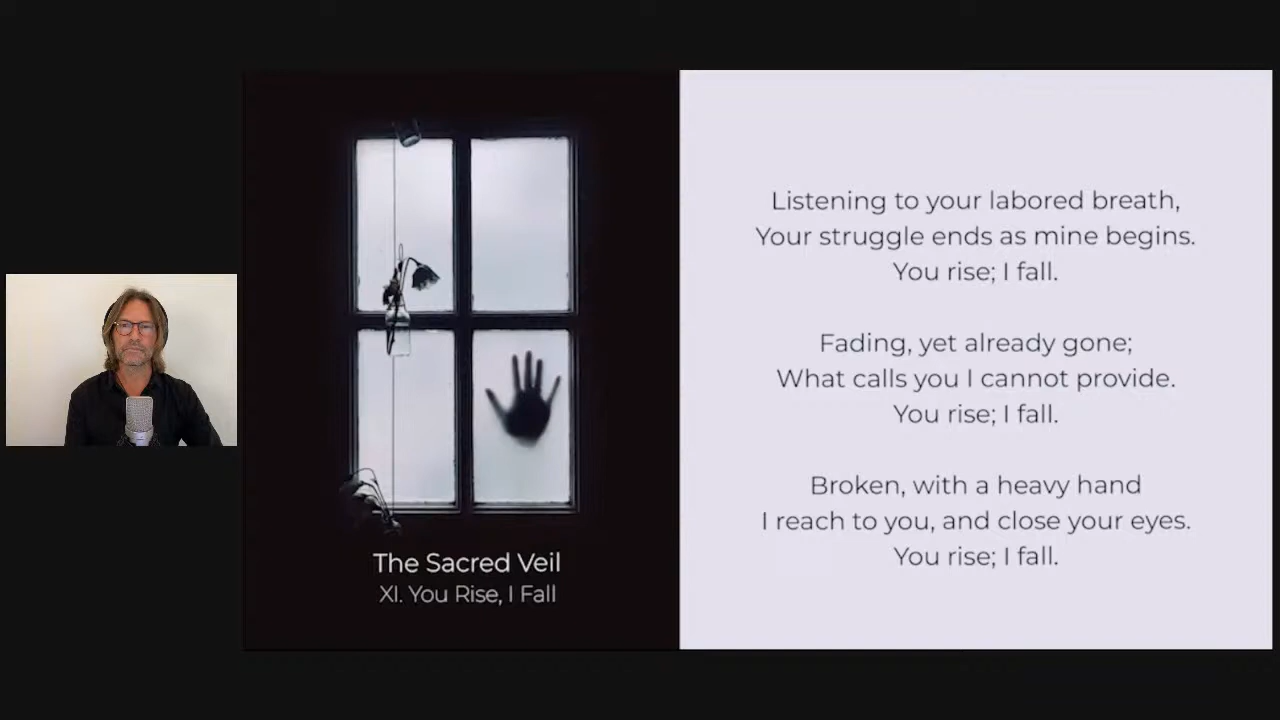 The Sacred Veil
XI. You Rise, I Fall
Listening to your labored breath,
Your struggle ends as mine begins.
You rise; I fall.
Fading, yet already gone;
What calls you I cannot provide.
You rise; I fall.
Broken, with a heavy hand
I reach to you, and close your eyes.
You rise; I fall.